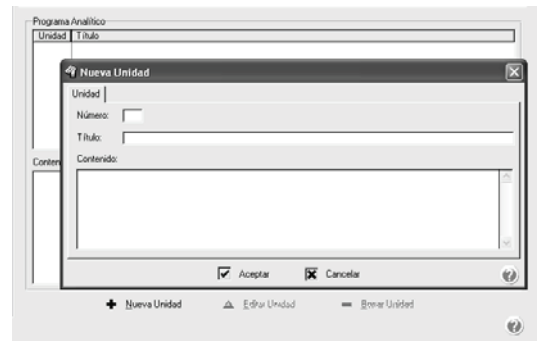 Programa Analítico
Unidad Título
Nueva Unidad
Unidad
Número:
Título:
Conten
Contenido:
Aceptar Cancelar
Nueva Unidad Editar Unidad Borrar Unidad